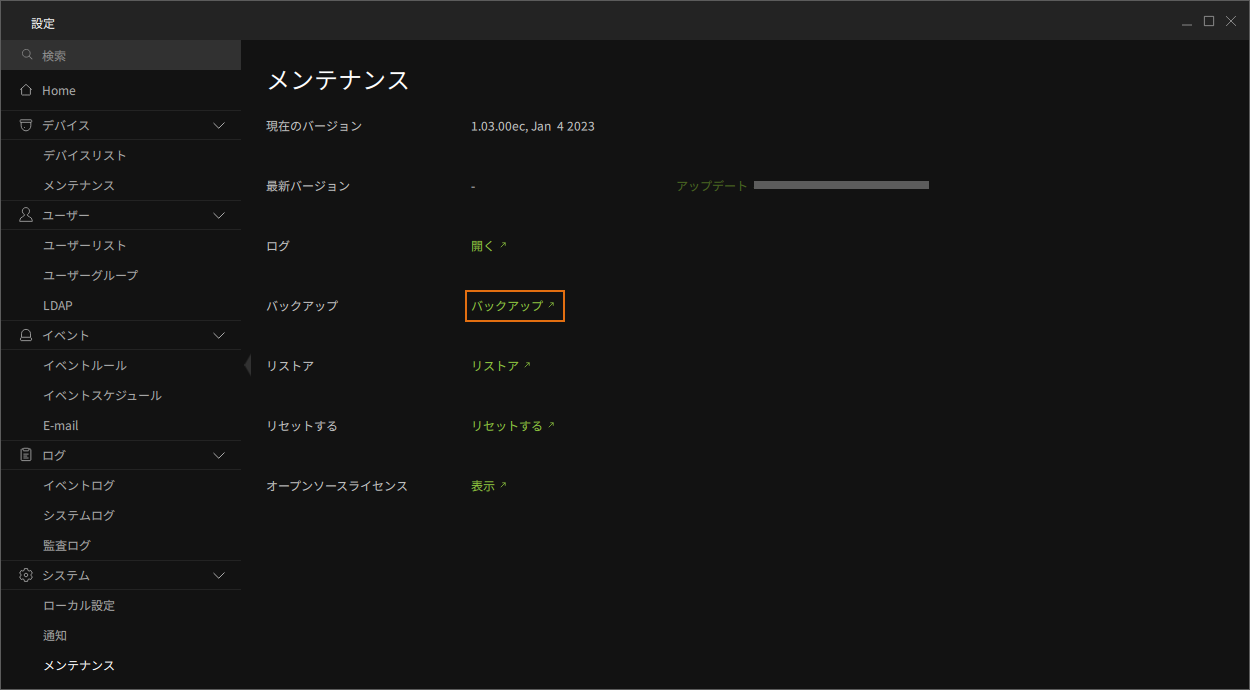 設定
検索
Home
デバイス
デバイスリスト
メンテナンス
ユーザー
ユーザーリスト
ユーザーグループ
LDAP
イベント
イベントルール
イベントスケジュール
E-mail
ログ
イベントログ
システムログ
監査ログ
システム
ローカル設定
通知
メンテナンス
メンテナンス
現在のバージョン 1.03.00ec, Jan 4 2023
最新バージョン - アップデート
ログ 開く
バックアップ バックアップ
リストア リストア
リセットする リセットする
オープンソースライセンス 表示